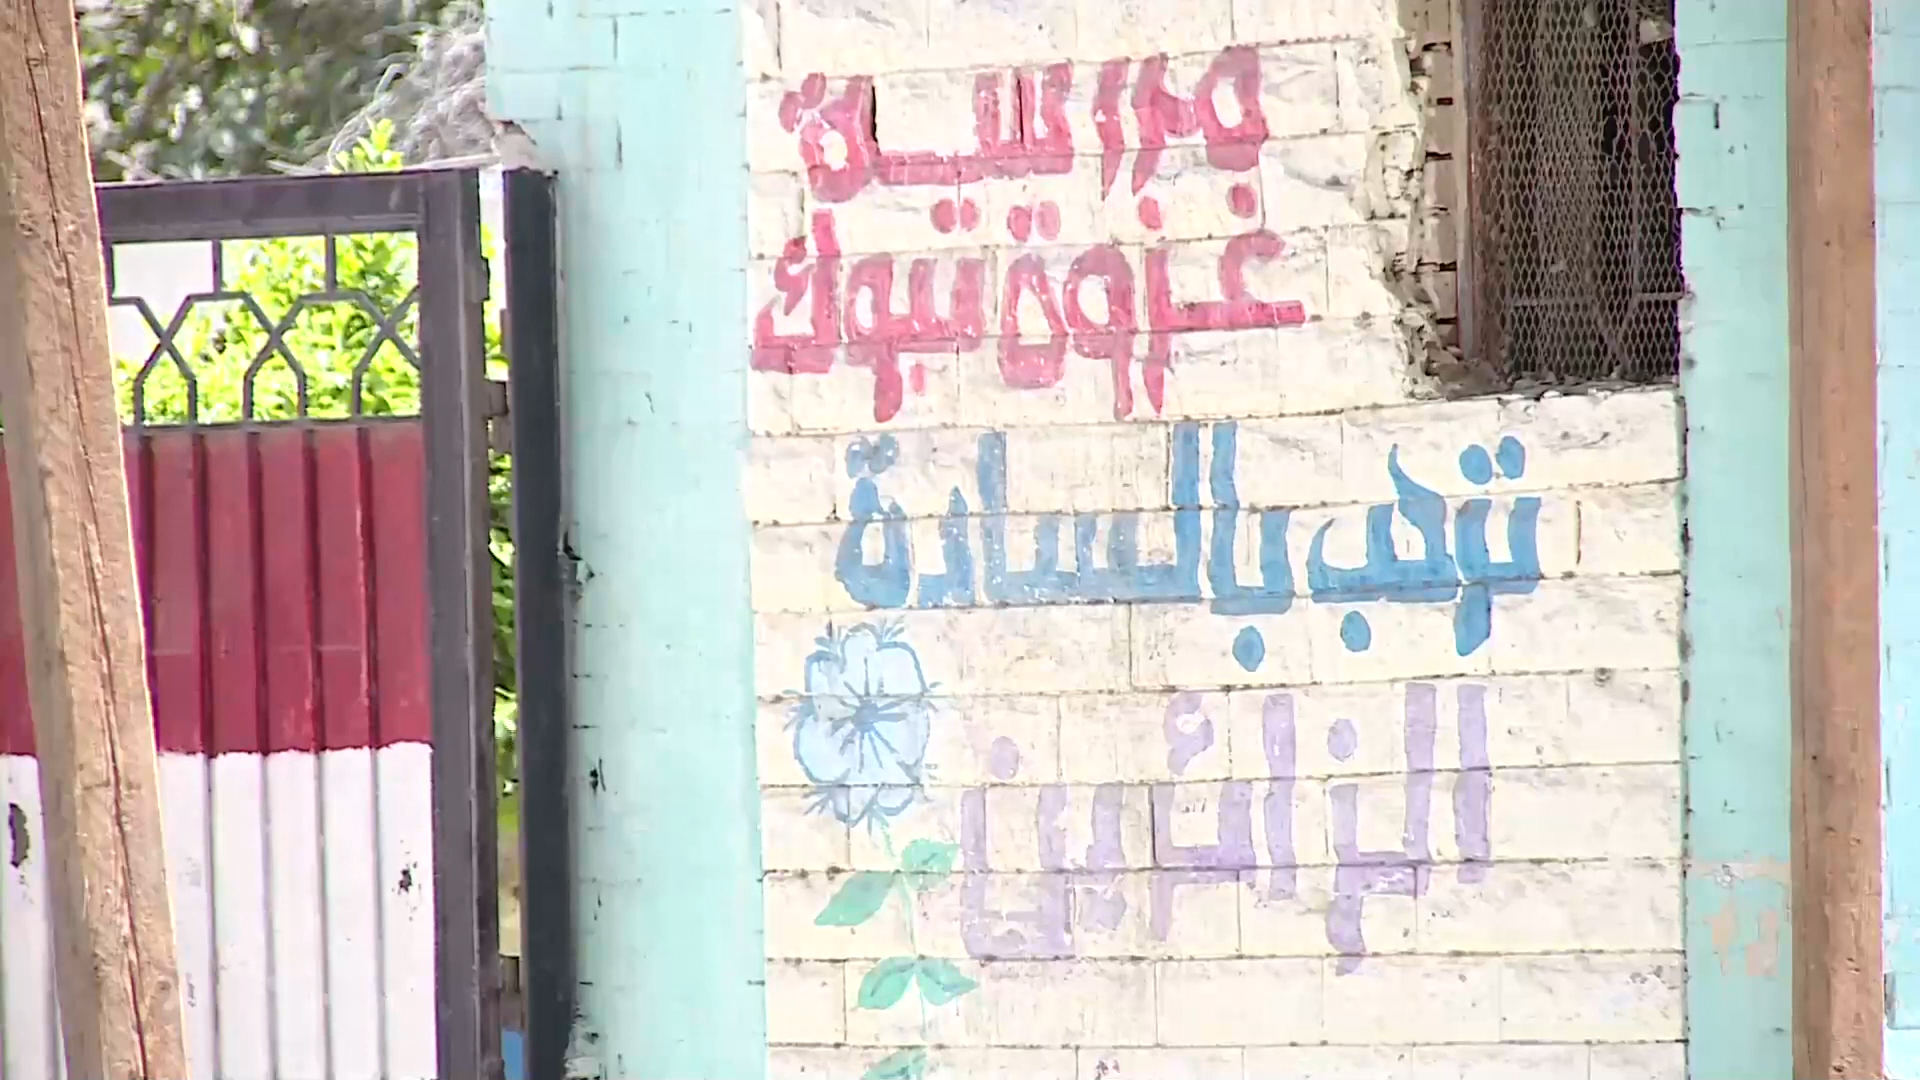 مدرسة
غزوة تبوك
ترحب بالسادة
الزائرين